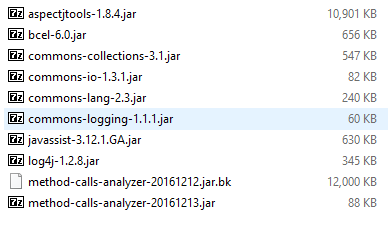 aspectjtools-1.8.4.jar 10,901 KB
bcel-6.0.jar 656 KB
commons-collections-3.1.jar 547 KB
commons-io-1.3.1.jar 82 KB
commons-lang-2.3.jar 240 KB
commons-logging-1.1.1.jar 60 KB
javassist-3.12.1.GA.jar 630 KB
log4j-1.2.8.jar 345 KB
method-calls-analyzer-20161212.jar.bk 12,000 KB
method-calls-analyzer-20161213.jar 88 KB